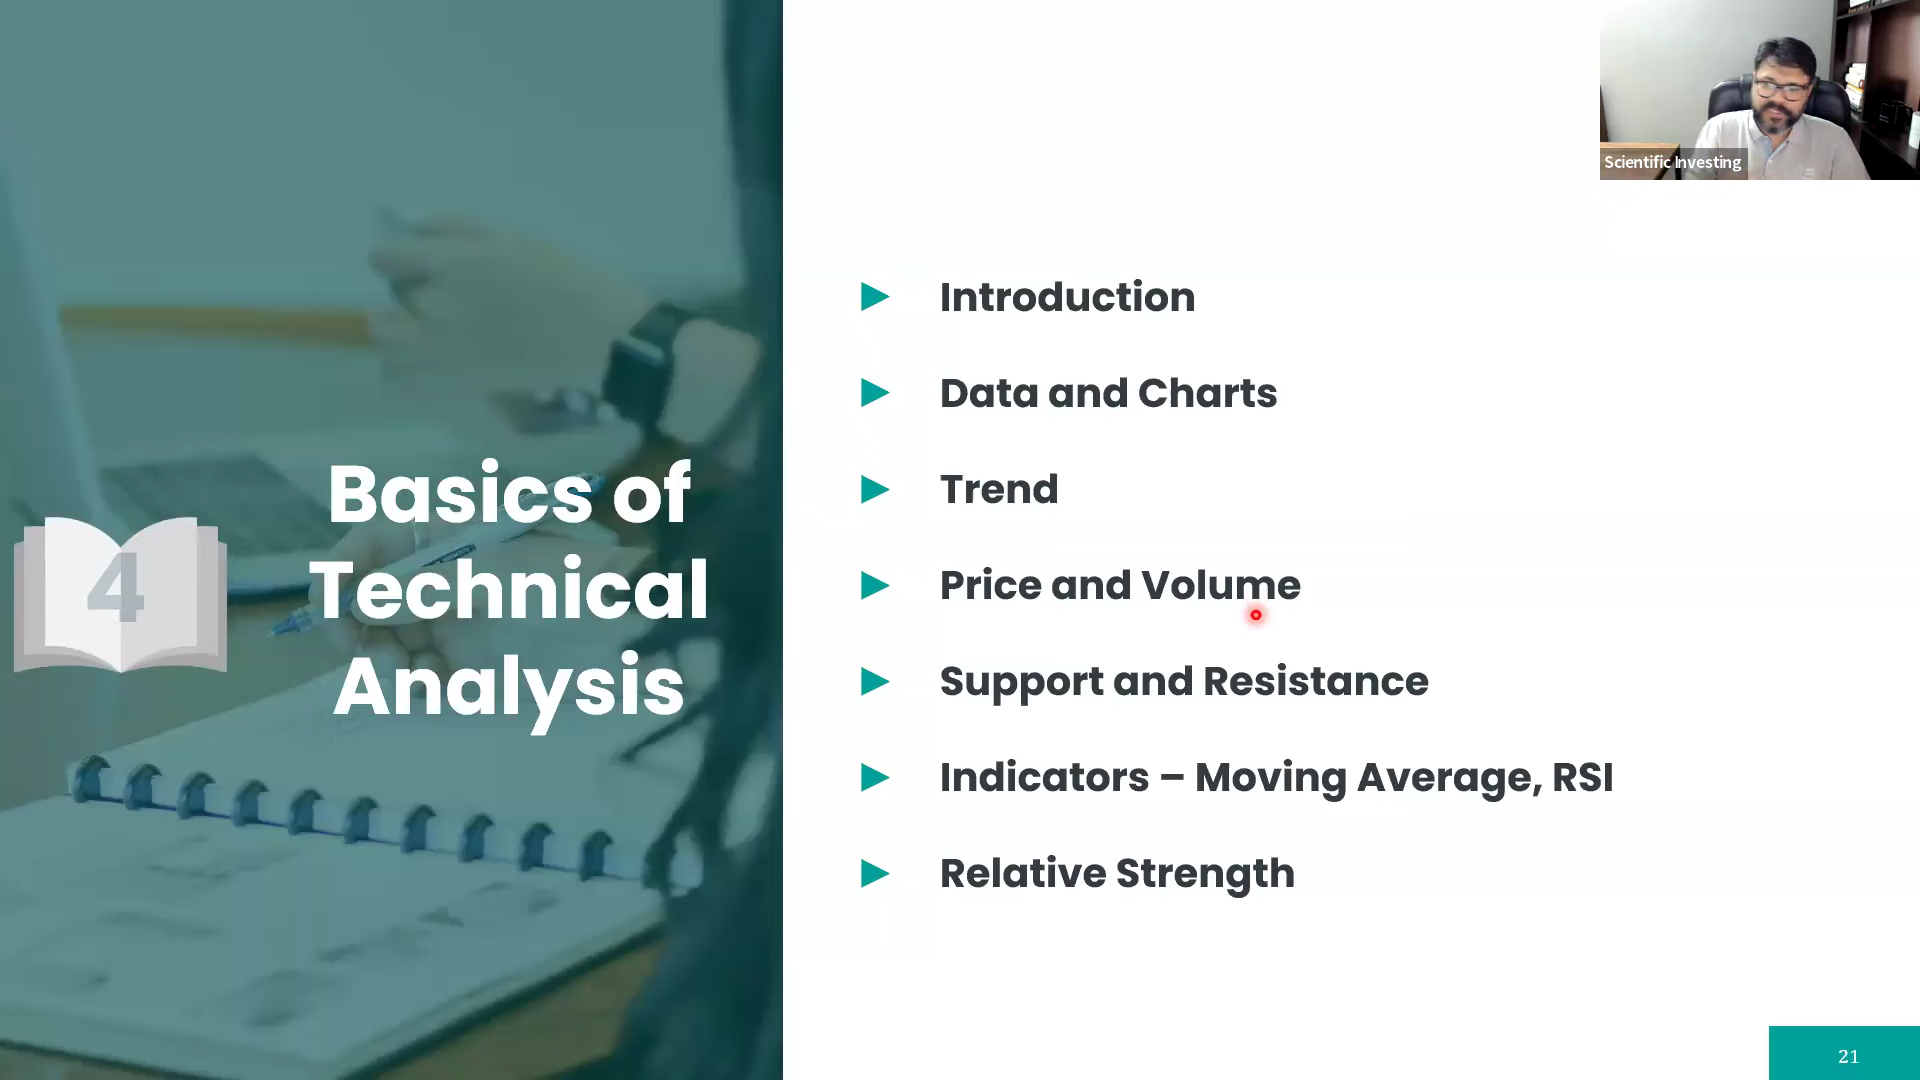 Scientific Investing
4
Basics of
Technical
Analysis
Introduction
Data and Charts
Trend
Price and Volume
Support and Resistance
Indicators – Moving Average, RSI
Relative Strength
21